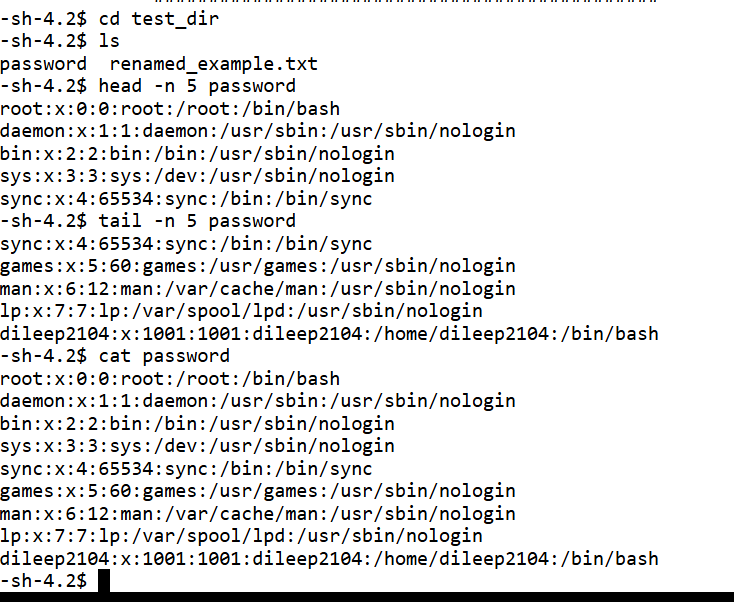 -sh-4.2$ cd test_dir
-sh-4.2$ ls
password  renamed_example.txt
-sh-4.2$ head -n 5 password
root:x:0:0:root:/root:/bin/bash
daemon:x:1:1:daemon:/usr/sbin:/usr/sbin/nologin
bin:x:2:2:bin:/bin:/usr/sbin/nologin
sys:x:3:3:sys:/dev:/usr/sbin/nologin
sync:x:4:65534:sync:/bin:/bin/sync
-sh-4.2$ tail -n 5 password
sync:x:4:65534:sync:/bin:/bin/sync
games:x:5:60:games:/usr/games:/usr/sbin/nologin
man:x:6:12:man:/var/cache/man:/usr/sbin/nologin
lp:x:7:7:lp:/var/spool/lpd:/usr/sbin/nologin
dileep2104:x:1001:1001:dileep2104:/home/dileep2104:/bin/bash
-sh-4.2$ cat password
root:x:0:0:root:/root:/bin/bash
daemon:x:1:1:daemon:/usr/sbin:/usr/sbin/nologin
bin:x:2:2:bin:/bin:/usr/sbin/nologin
sys:x:3:3:sys:/dev:/usr/sbin/nologin
sync:x:4:65534:sync:/bin:/bin/sync
games:x:5:60:games:/usr/games:/usr/sbin/nologin
man:x:6:12:man:/var/cache/man:/usr/sbin/nologin
lp:x:7:7:lp:/var/spool/lpd:/usr/sbin/nologin
dileep2104:x:1001:1001:dileep2104:/home/dileep2104:/bin/bash
-sh-4.2$